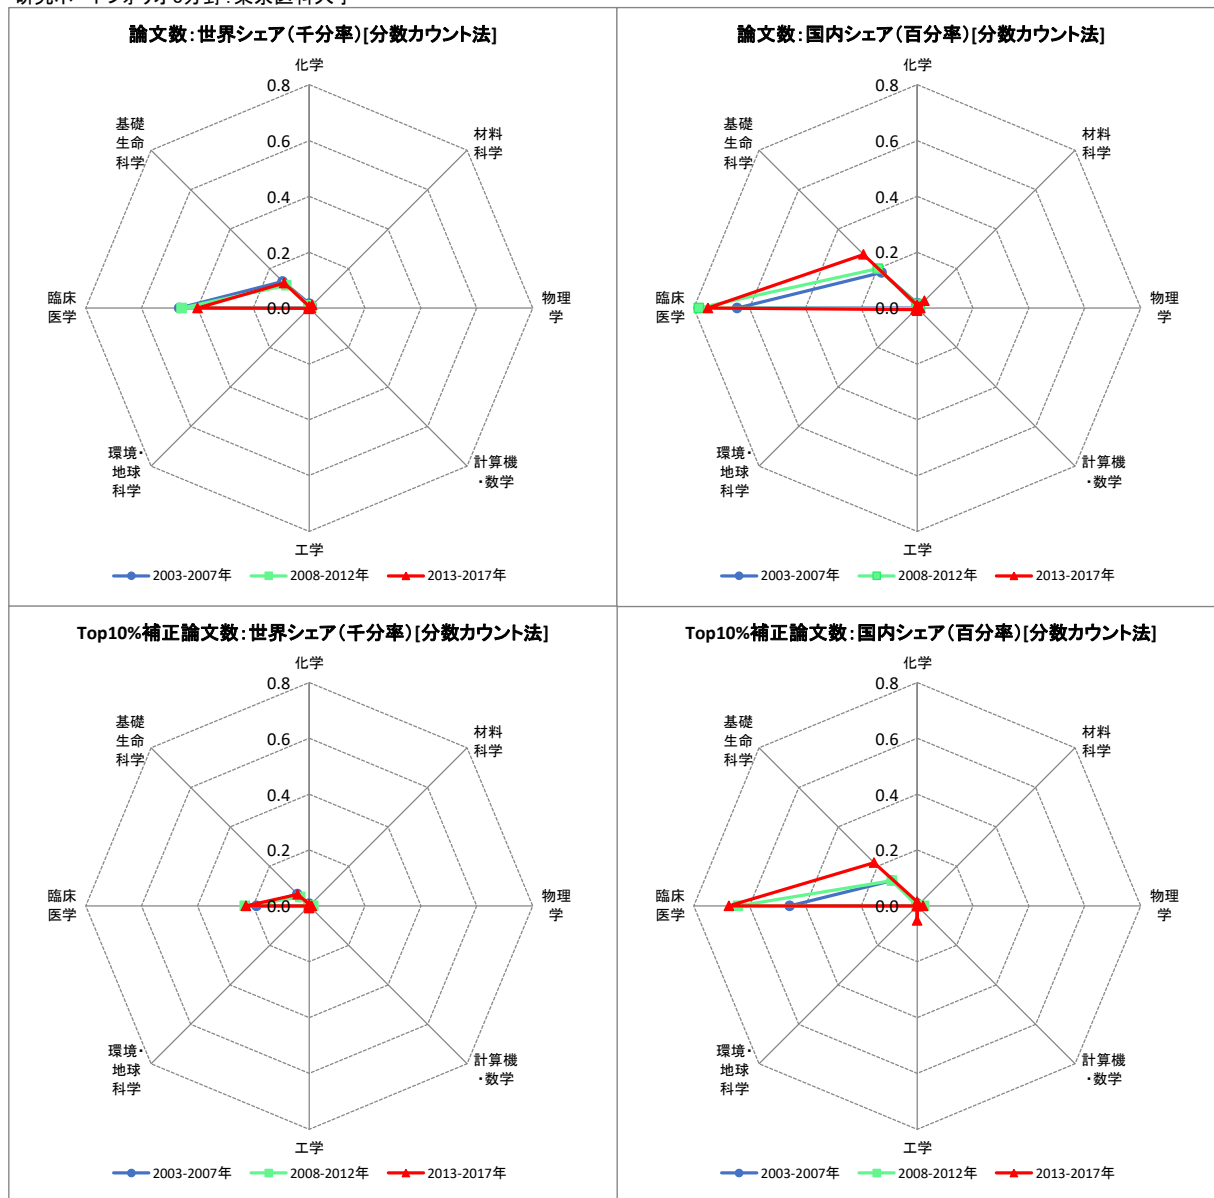 論文数：世界シェア（千分率）[分数カウント法]
化学
0.8
0.6
0.4
0.2
0.0
材料
科学
物理
学
計算機
・数学
工学
環境・
地球
科学
臨床
医学
基礎
生命
科学
2003-2007年 2008-2012年 2013-2017年
論文数：国内シェア（百分率）[分数カウント法]
化学
0.8
0.6
0.4
0.2
0.0
材料
科学
物理
学
計算機
・数学
工学
環境・
地球
科学
臨床
医学
基礎
生命
科学
2003-2007年 2008-2012年 2013-2017年
Top10%補正論文数：世界シェア（千分率）[分数カウント法]
化学
0.8
0.6
0.4
0.2
0.0
材料
科学
物理
学
計算機
・数学
工学
環境・
地球
科学
臨床
医学
基礎
生命
科学
2003-2007年 2008-2012年 2013-2017年
Top10%補正論文数：国内シェア（百分率）[分数カウント法]
化学
0.8
0.6
0.4
0.2
0.0
材料
科学
物理
学
計算機
・数学
工学
環境・
地球
科学
臨床
医学
基礎
生命
科学
2003-2007年 2008-2012年 2013-2017年